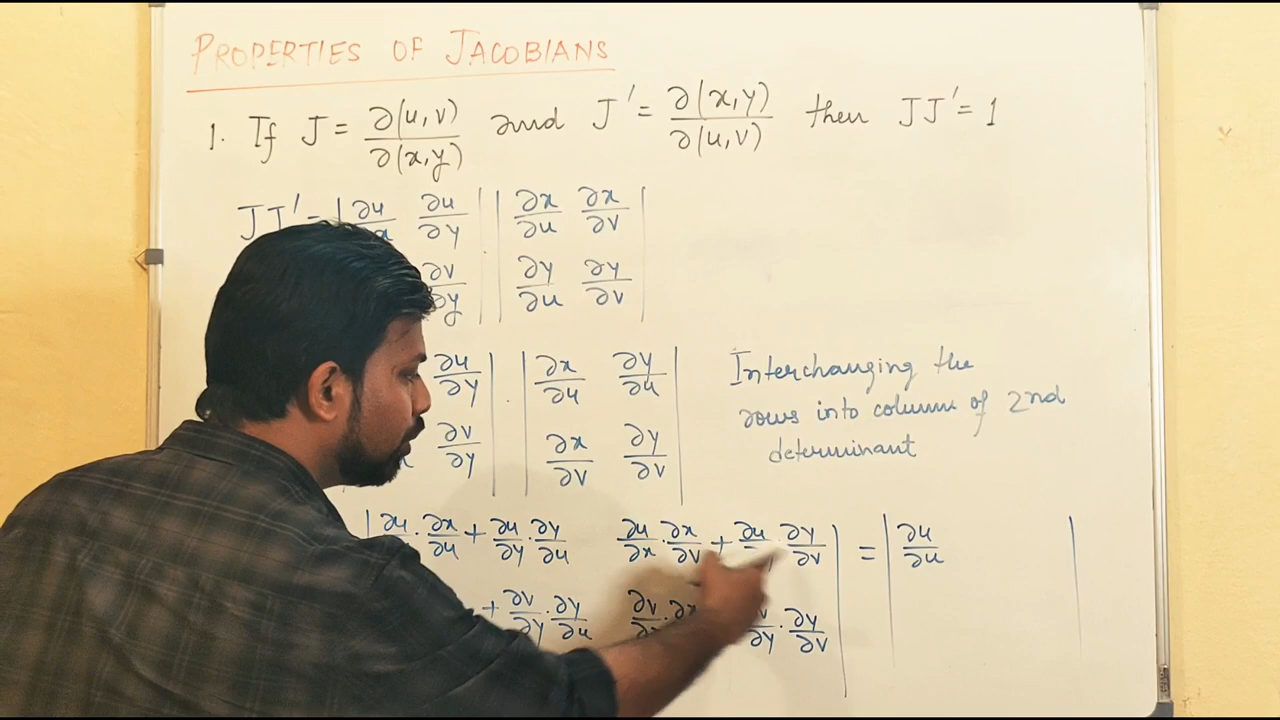 PROPERTIES OF JACOBIANS
1. If J = ∂(u,v)/∂(x,y) and J' = ∂(x,y)/∂(u,v) then JJ' = 1
JJ' = | ∂u ∂u/∂y | . | ∂x/∂u ∂x/∂v |
∂v/∂y | | ∂y/∂u ∂y/∂v |
∂u/∂y | . | ∂x/∂u ∂y/∂u | Interchanging the
rows into column of 2nd
∂v/∂y | | ∂x/∂v ∂y/∂v | determinant
| ∂u . ∂x/∂u + ∂u/∂y . ∂y/∂u ∂u/∂x . ∂x/∂v + ∂u . ∂y/∂v | = | ∂u/∂u |
+ ∂v/∂y . ∂y/∂u ∂v . ∂x /∂y . ∂y/∂v |